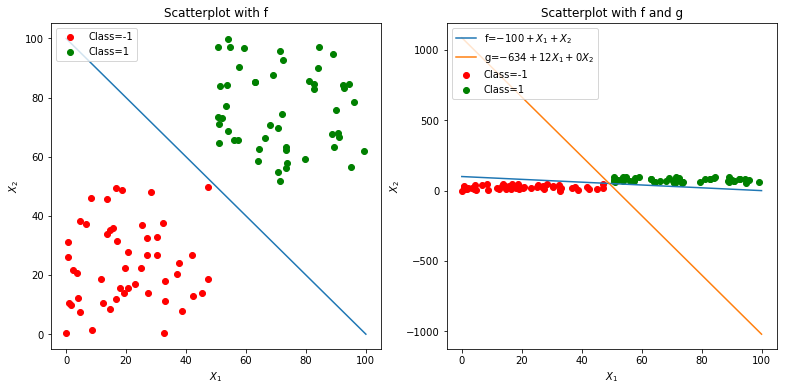 Scatterplot with f
Class=-1
Class=1
100
80
60
40
20
0
X₂
0 20 40 60 80 100
X₁
Scatterplot with f and g
f=−100 + X₁ + X₂
g=−634 + 12X₁ + 0X₂
Class=-1
Class=1
1000
500
0
−500
−1000
X₂
0 20 40 60 80 100
X₁